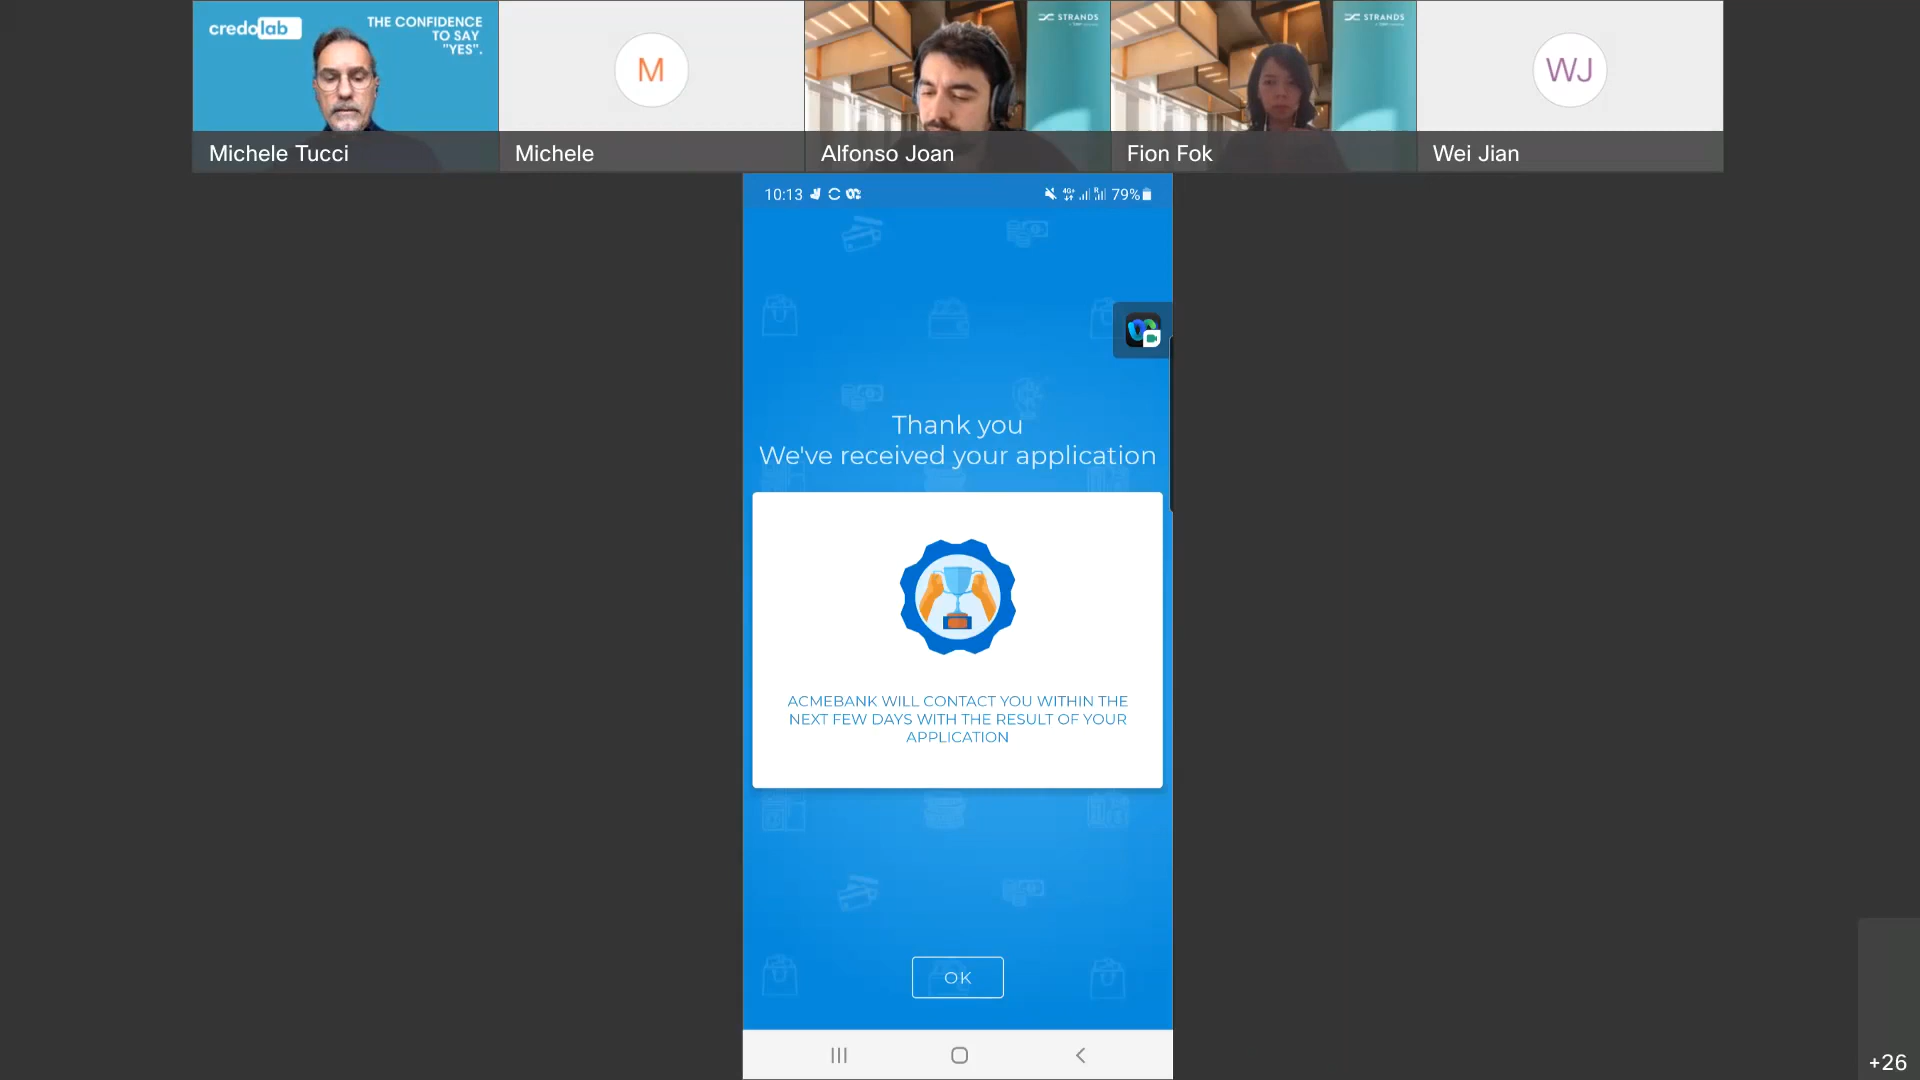 credolab
THE CONFIDENCE
TO SAY
"YES".
STRANDS
STRANDS
M
WJ
Michele Tucci
Michele
Alfonso Joan
Fion Fok
Wei Jian
10:13
79%
Thank you
We've received your application
ACMEBANK WILL CONTACT YOU WITHIN THE
NEXT FEW DAYS WITH THE RESULT OF YOUR
APPLICATION
OK
+26